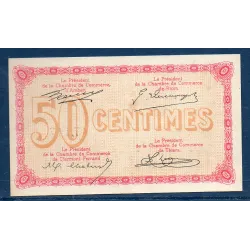 Le Président
de la Chambre de Commerce
d'Ambert.
Le Président
de la Chambre de Commerce
de Riom.
50 CENTIMES
Le Président
de la Chambre de Commerce
de Clermont-Ferrand
Le Président
de la Chambre de Commerce
de Thiers.